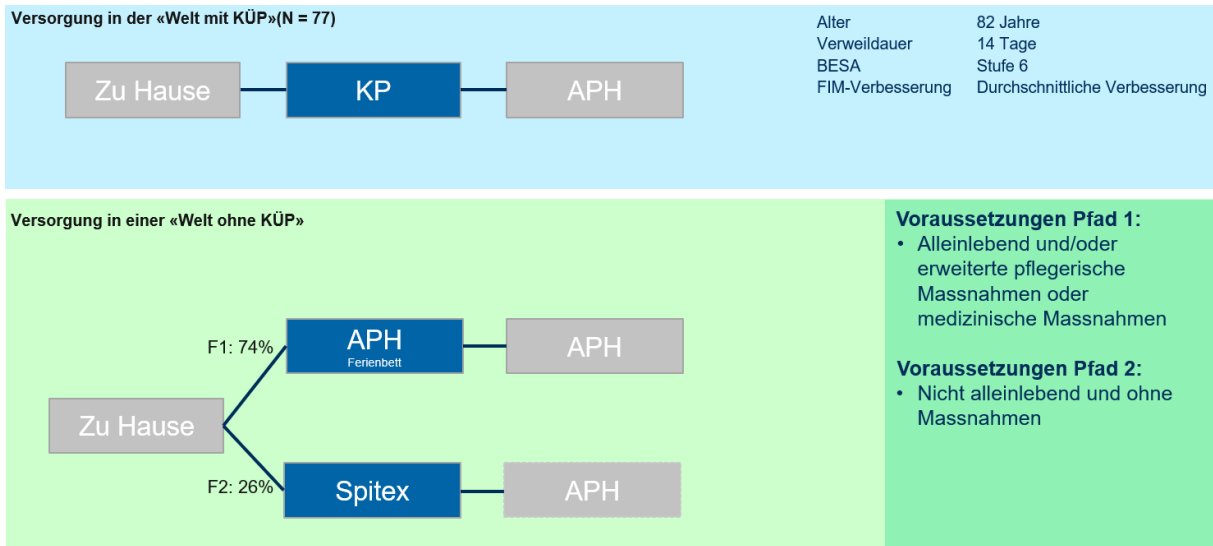 Versorgung in der «Welt mit KÜP»(N = 77)
Alter 82 Jahre
Verweildauer 14 Tage
BESA Stufe 6
FIM-Verbesserung Durchschnittliche Verbesserung
Zu Hause
KP
APH
Versorgung in einer «Welt ohne KÜP»
F1: 74%
APH
Ferienbett
APH
Zu Hause
F2: 26%
Spitex
APH
Voraussetzungen Pfad 1:
• Alleinlebend und/oder
erweiterte pflegerische
Massnahmen oder
medizinische Massnahmen
Voraussetzungen Pfad 2:
• Nicht alleinlebend und ohne
Massnahmen